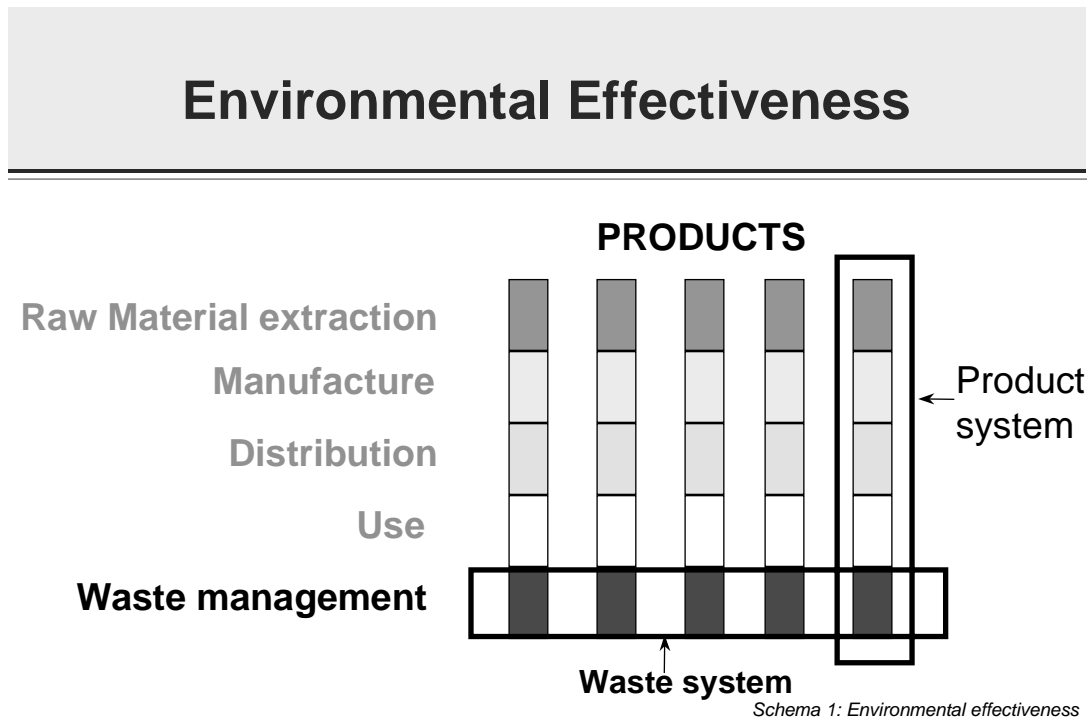 Environmental Effectiveness
PRODUCTS
Raw Material extraction
Manufacture
Distribution
Use
Waste management
Product
system
Waste system
Schema 1: Environmental effectiveness